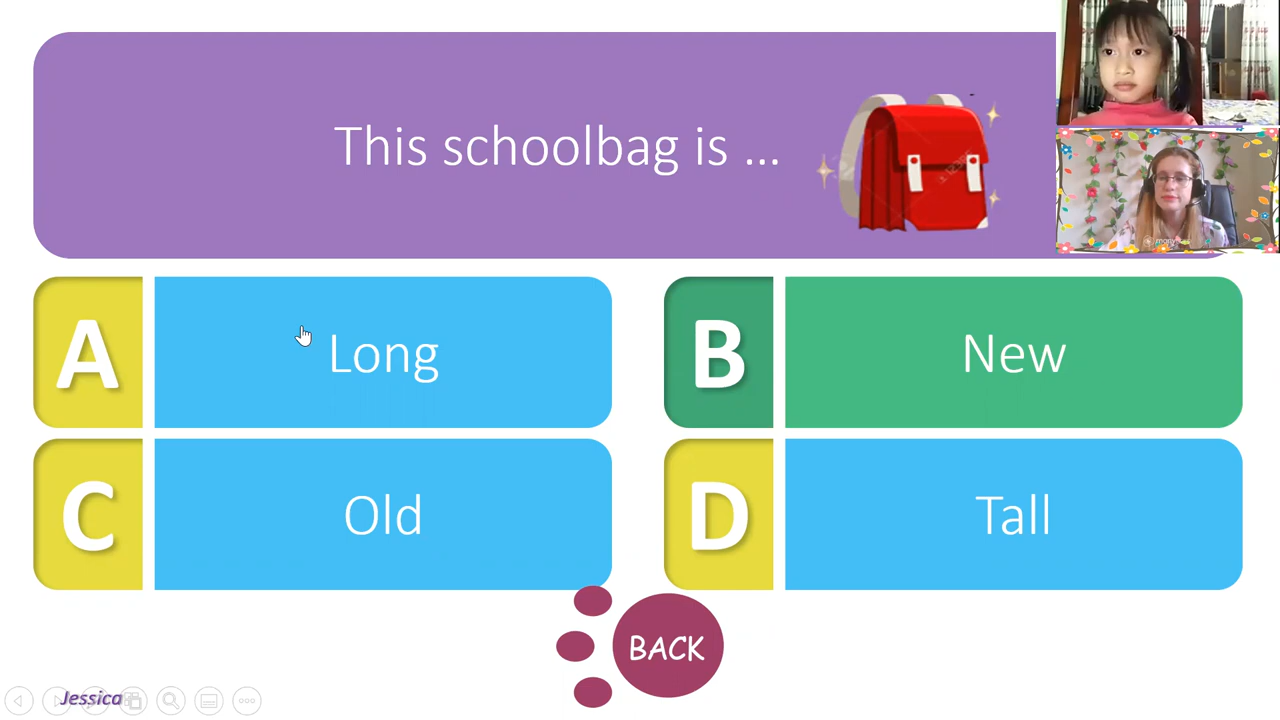 This schoolbag is ...
A
Long
B
New
C
Old
D
Tall
BACK
Jessica